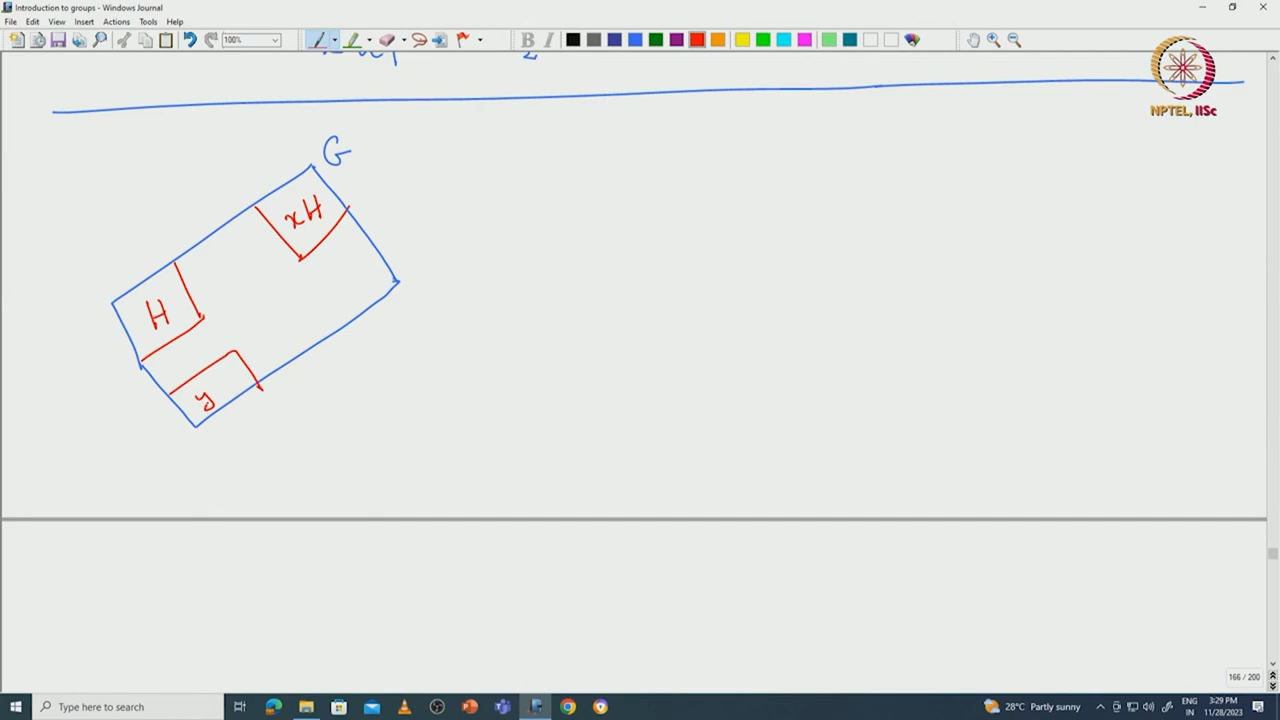 Introduction to groups - Windows Journal
File Edit View Insert Actions Tools Help
100%
NPTEL, IISc
G
xH
H
y
166 / 200
Type here to search
28°C Partly sunny
ENG
IN
3:29 PM
11/28/2023